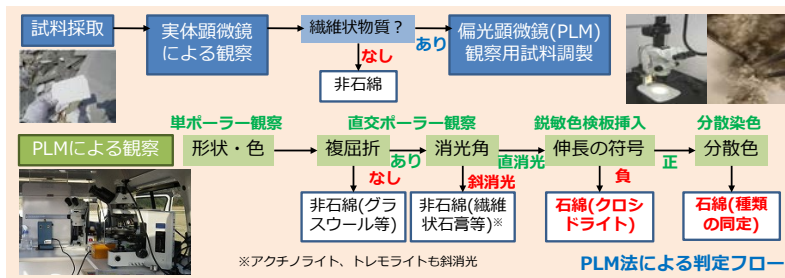 試料採取
実体顕微鏡
による観察
繊維状物質？
あり
偏光顕微鏡(PLM)
観察用試料調製
なし
非石綿
単ポーラー観察
直交ポーラー観察
鋭敏色検板挿入
分散染色
PLMによる観察
形状・色
複屈折
あり
消光角
直消光
伸長の符号
正
分散色
なし
斜消光
負
非石綿(グラ
スウール等)
非石綿(繊維
状石膏等)※
石綿(クロシ
ドライト)
石綿(種類
の同定)
※アクチノライト、トレモライトも斜消光
PLM法による判定フロー